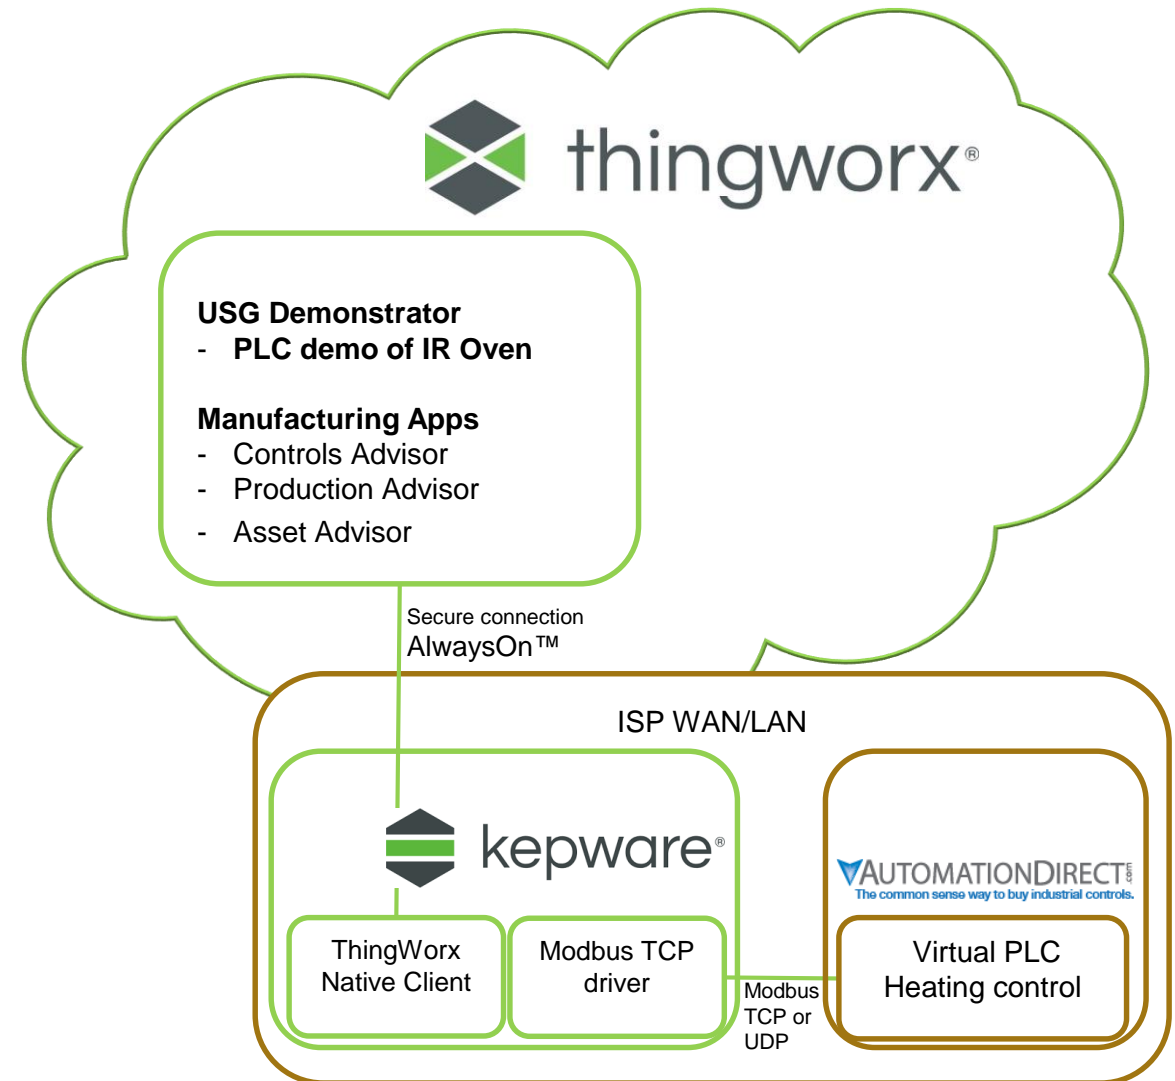 thingworx®
USG Demonstrator
- PLC demo of IR Oven
Manufacturing Apps
- Controls Advisor
- Production Advisor
- Asset Advisor
Secure connection
AlwaysOn™
ISP WAN/LAN
kepware®
AUTOMATIONDIRECT.com
The common sense way to buy industrial controls.
ThingWorx
Native Client
Modbus TCP
driver
Modbus
TCP or
UDP
Virtual PLC
Heating control